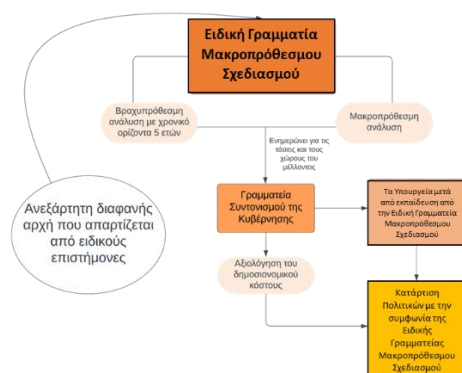 Ειδική Γραμματία
Μακροπρόθεσμου
Σχεδιασμού
Βραχυπρόθεσμη
ανάλυση με χρονικό
ορίζοντα 5 ετών
Μακροπρόθεσμη
ανάλυση
Ενημερώνει για τις
τάσεις και τους
χώρους του
μέλλοντος
Ανεξάρτητη διαφανής
αρχή που απαρτίζεται
από ειδικούς
επιστήμονες
Γραμματεία
Συντονισμού της
Κυβέρνησης
Τα Υπουργεία μετά
από εκπαίδευση από
την Ειδική Γραμματεία
Μακροπρόθεσμου
Σχεδιασμού
Αξιολόγηση του
δημοσιονομικού
κόστους
Κατάρτιση
Πολιτικών με την
συμφωνία της
Ειδικής
Γραμματείας
Μακροπρόθεσμου
Σχεδιασμού